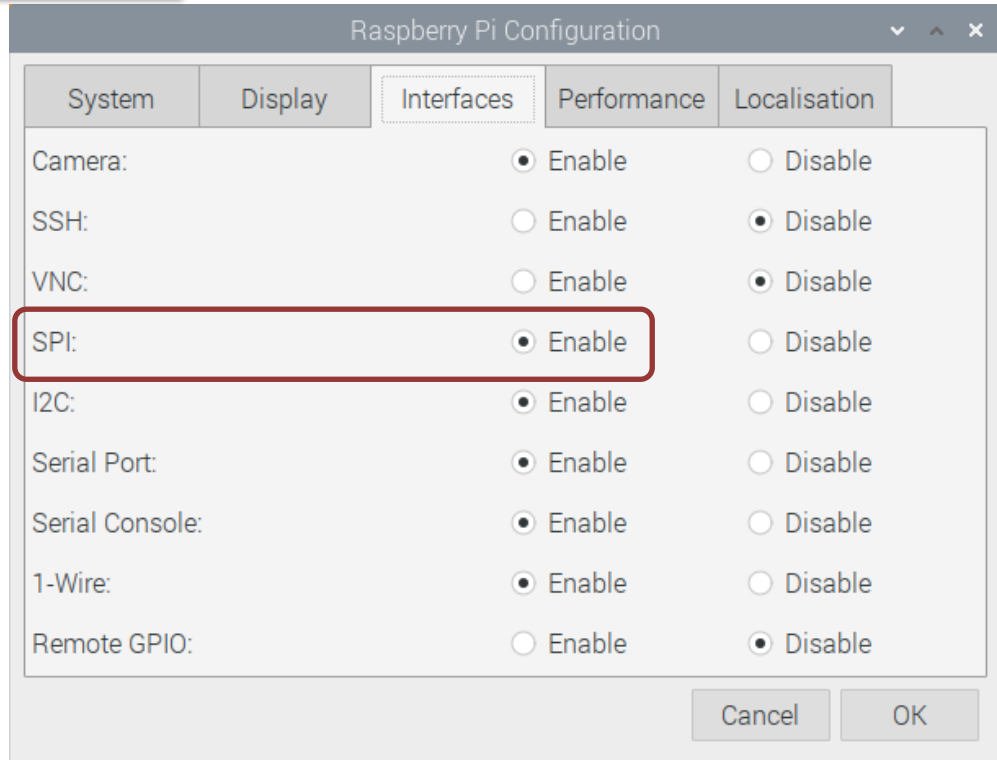 Raspberry Pi Configuration
System Display Interfaces Performance Localisation
Camera: Enable Disable
SSH: Enable Disable
VNC: Enable Disable
SPI: Enable Disable
I2C: Enable Disable
Serial Port: Enable Disable
Serial Console: Enable Disable
1-Wire: Enable Disable
Remote GPIO: Enable Disable
Cancel OK